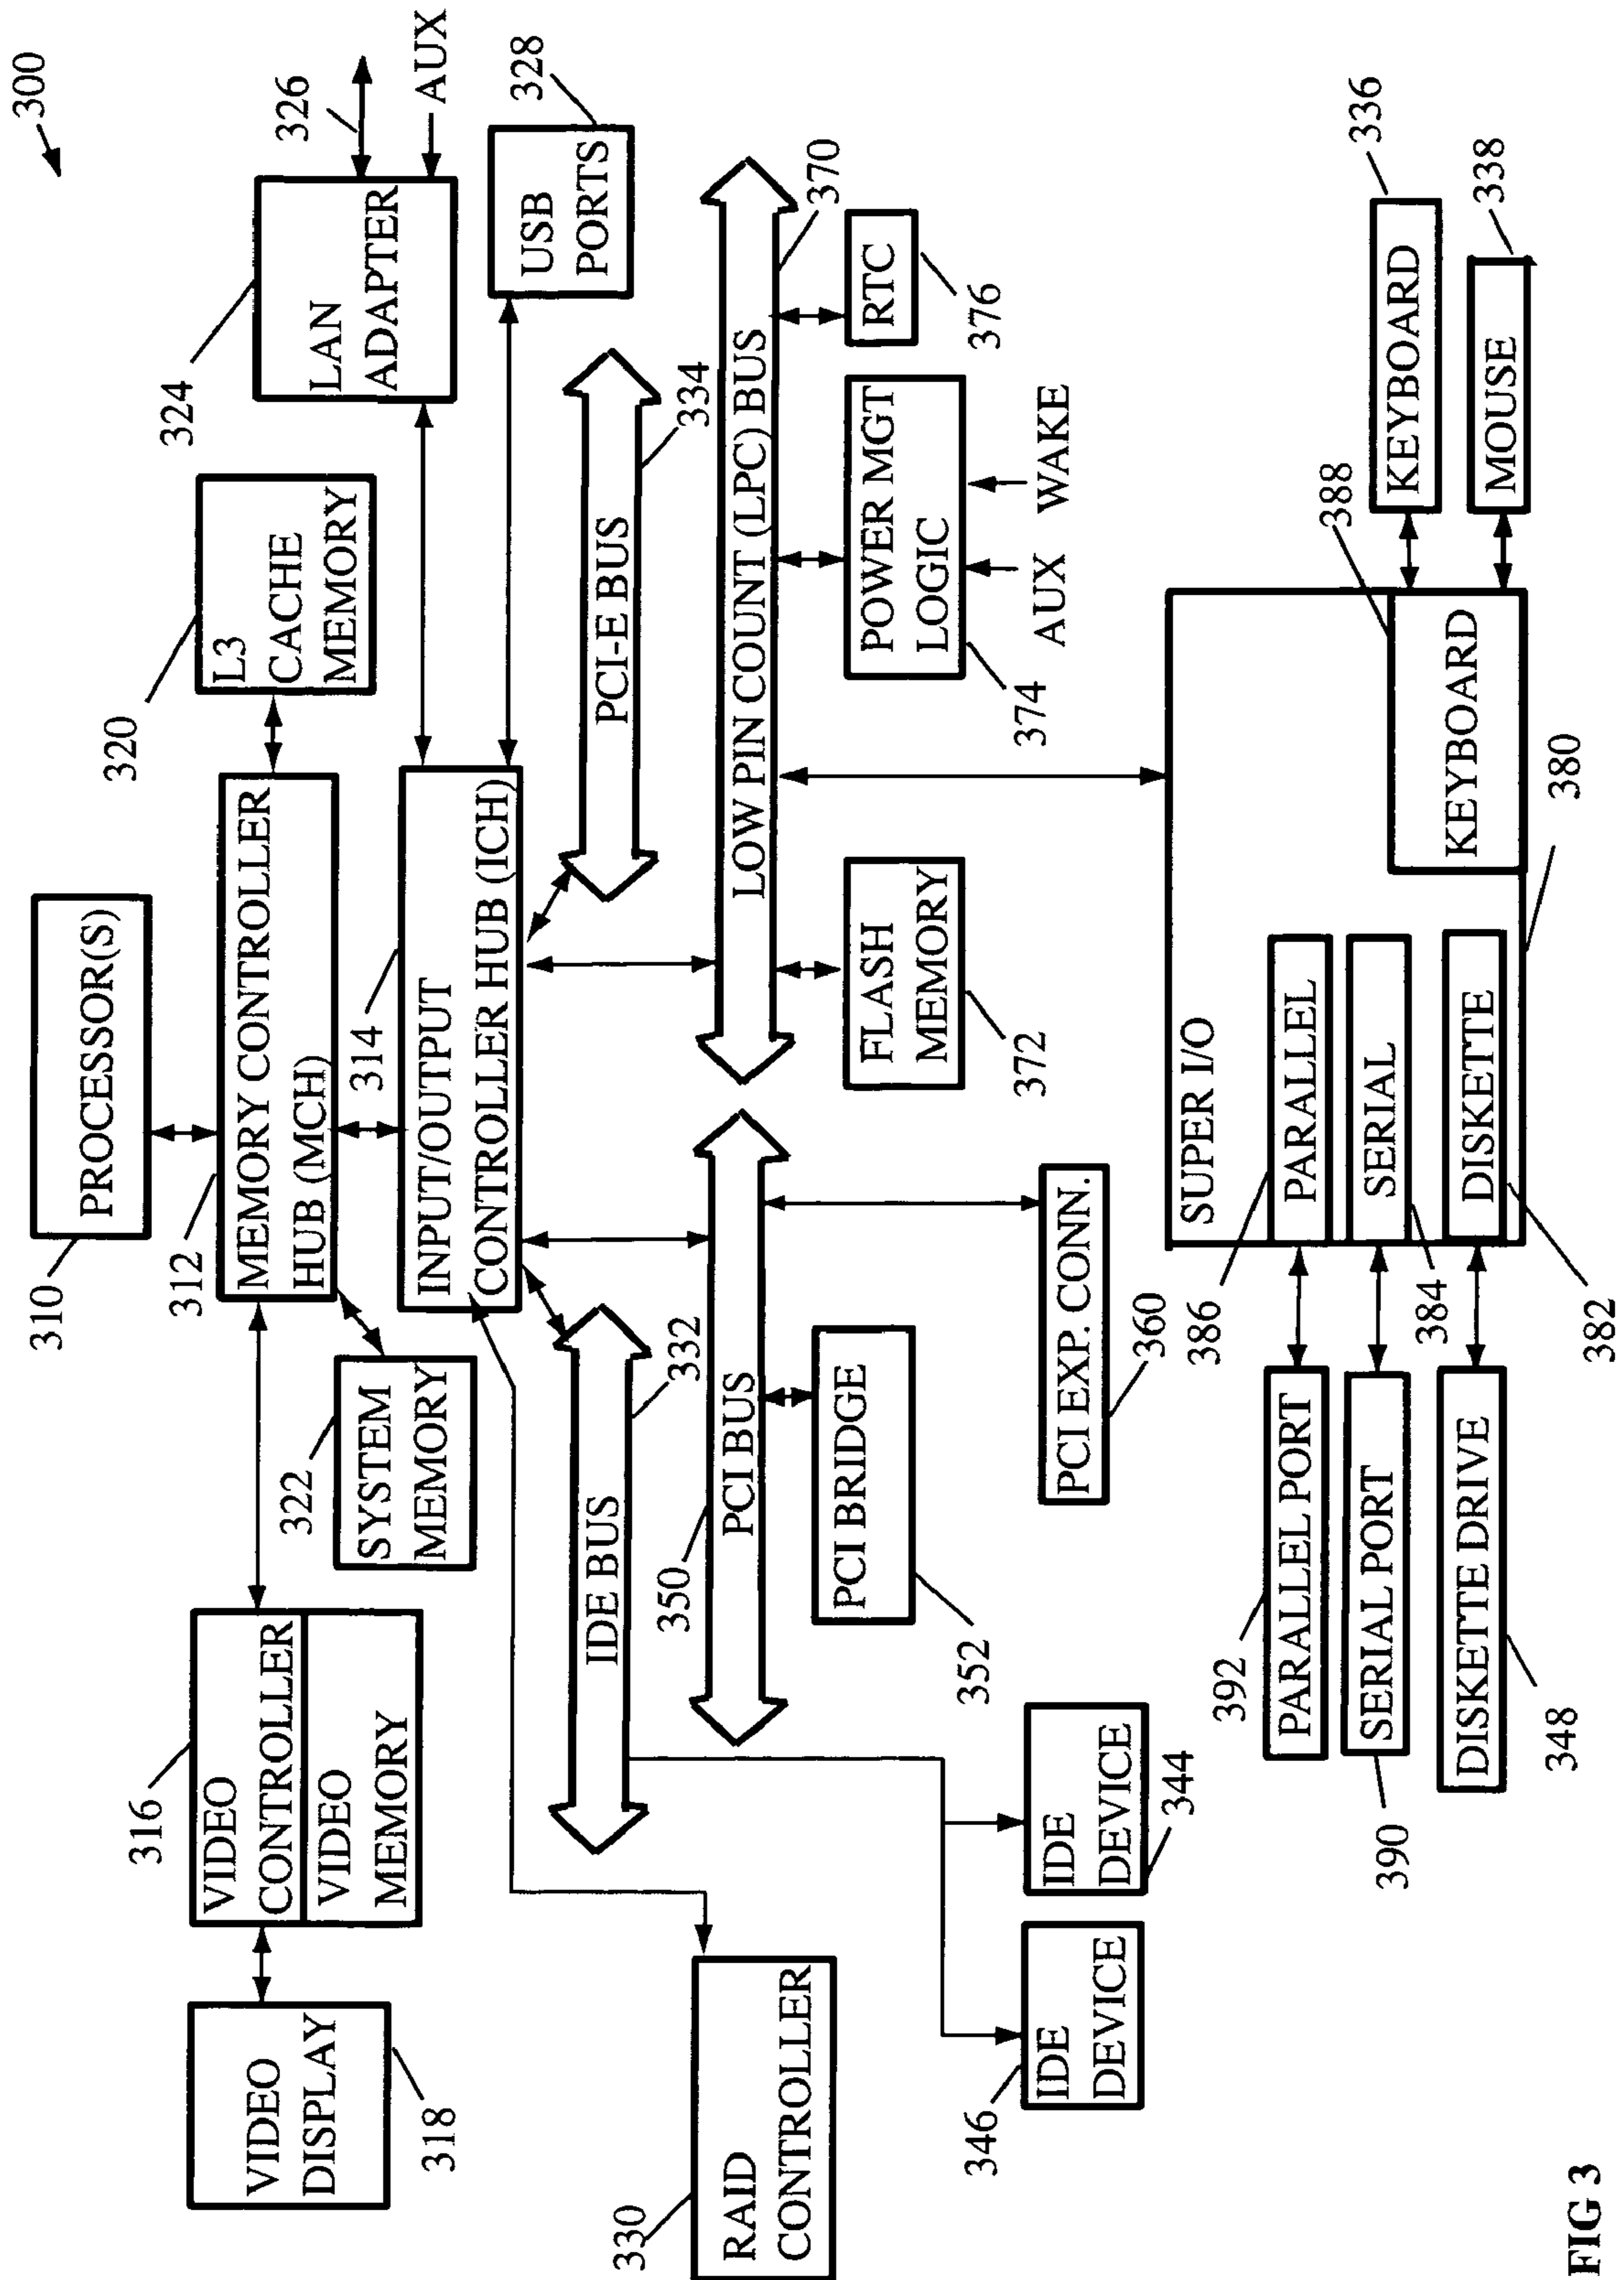 300
310
PROCESSOR(S)
320
L3
CACHE
MEMORY
324
LAN
ADAPTER
326
AUX
316
VIDEO
CONTROLLER
VIDEO
MEMORY
VIDEO
DISPLAY
318
312
MEMORY CONTROLLER
HUB (MCH)
322
SYSTEM
MEMORY
314
INPUT/OUTPUT
CONTROLLER HUB (ICH)
USB
PORTS
328
330
RAID
CONTROLLER
IDE BUS
332
PCI-E BUS
334
350
PCI BUS
LOW PIN COUNT (LPC) BUS
370
PCI BRIDGE
352
FLASH
MEMORY
372
POWER MGT
LOGIC
374
AUX
WAKE
RTC
376
346
IDE
DEVICE
IDE
DEVICE
344
PCI EXP. CONN.
360
SUPER I/O
392
PARALLEL PORT
386
PARALLEL
388
KEYBOARD
KEYBOARD
336
SERIAL PORT
390
SERIAL
384
MOUSE
338
DISKETTE DRIVE
348
DISKETTE
382
380
FIG 3